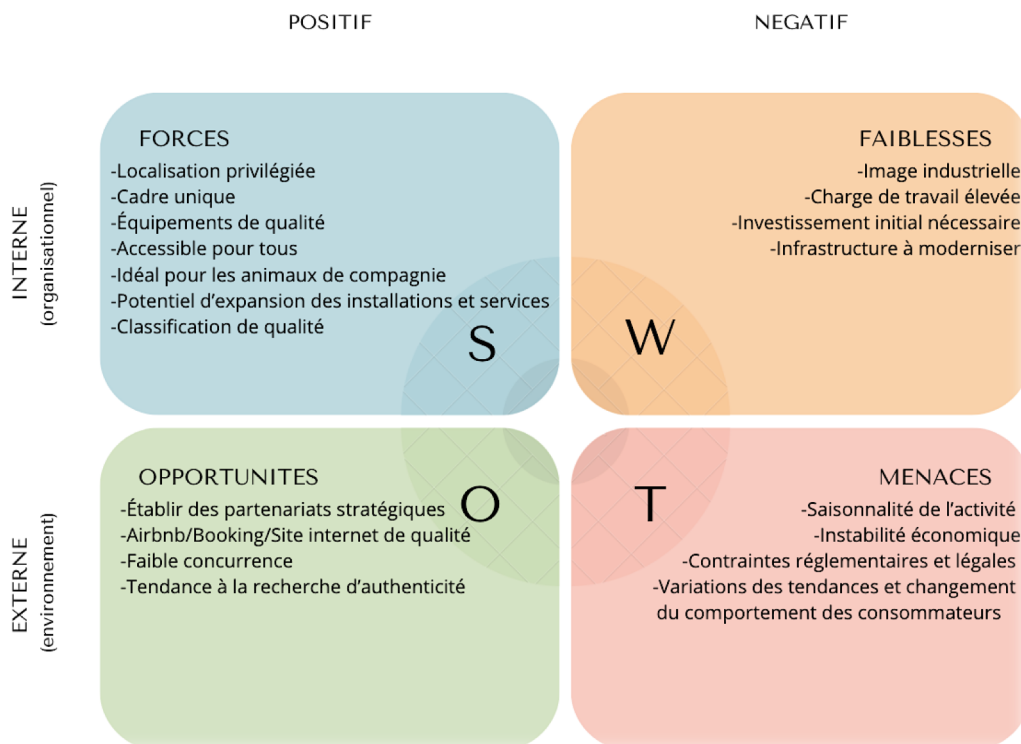 POSITIF
NEGATIF
INTERNE
(organisationnel)
FORCES
-Localisation privilégiée
-Cadre unique
-Équipements de qualité
-Accessible pour tous
-Idéal pour les animaux de compagnie
-Potentiel d’expansion des installations et services
-Classification de qualité
S
FAIBLESSES
-Image industrielle
-Charge de travail élevée
-Investissement initial nécessaire
-Infrastructure à moderniser
W
EXTERNE
(environnement)
OPPORTUNITES
-Établir des partenariats stratégiques
-Airbnb/Booking/Site internet de qualité
-Faible concurrence
-Tendance à la recherche d’authenticité
O
MENACES
-Saisonnalité de l’activité
-Instabilité économique
-Contraintes réglementaires et légales
-Variations des tendances et changement
du comportement des consommateurs
T